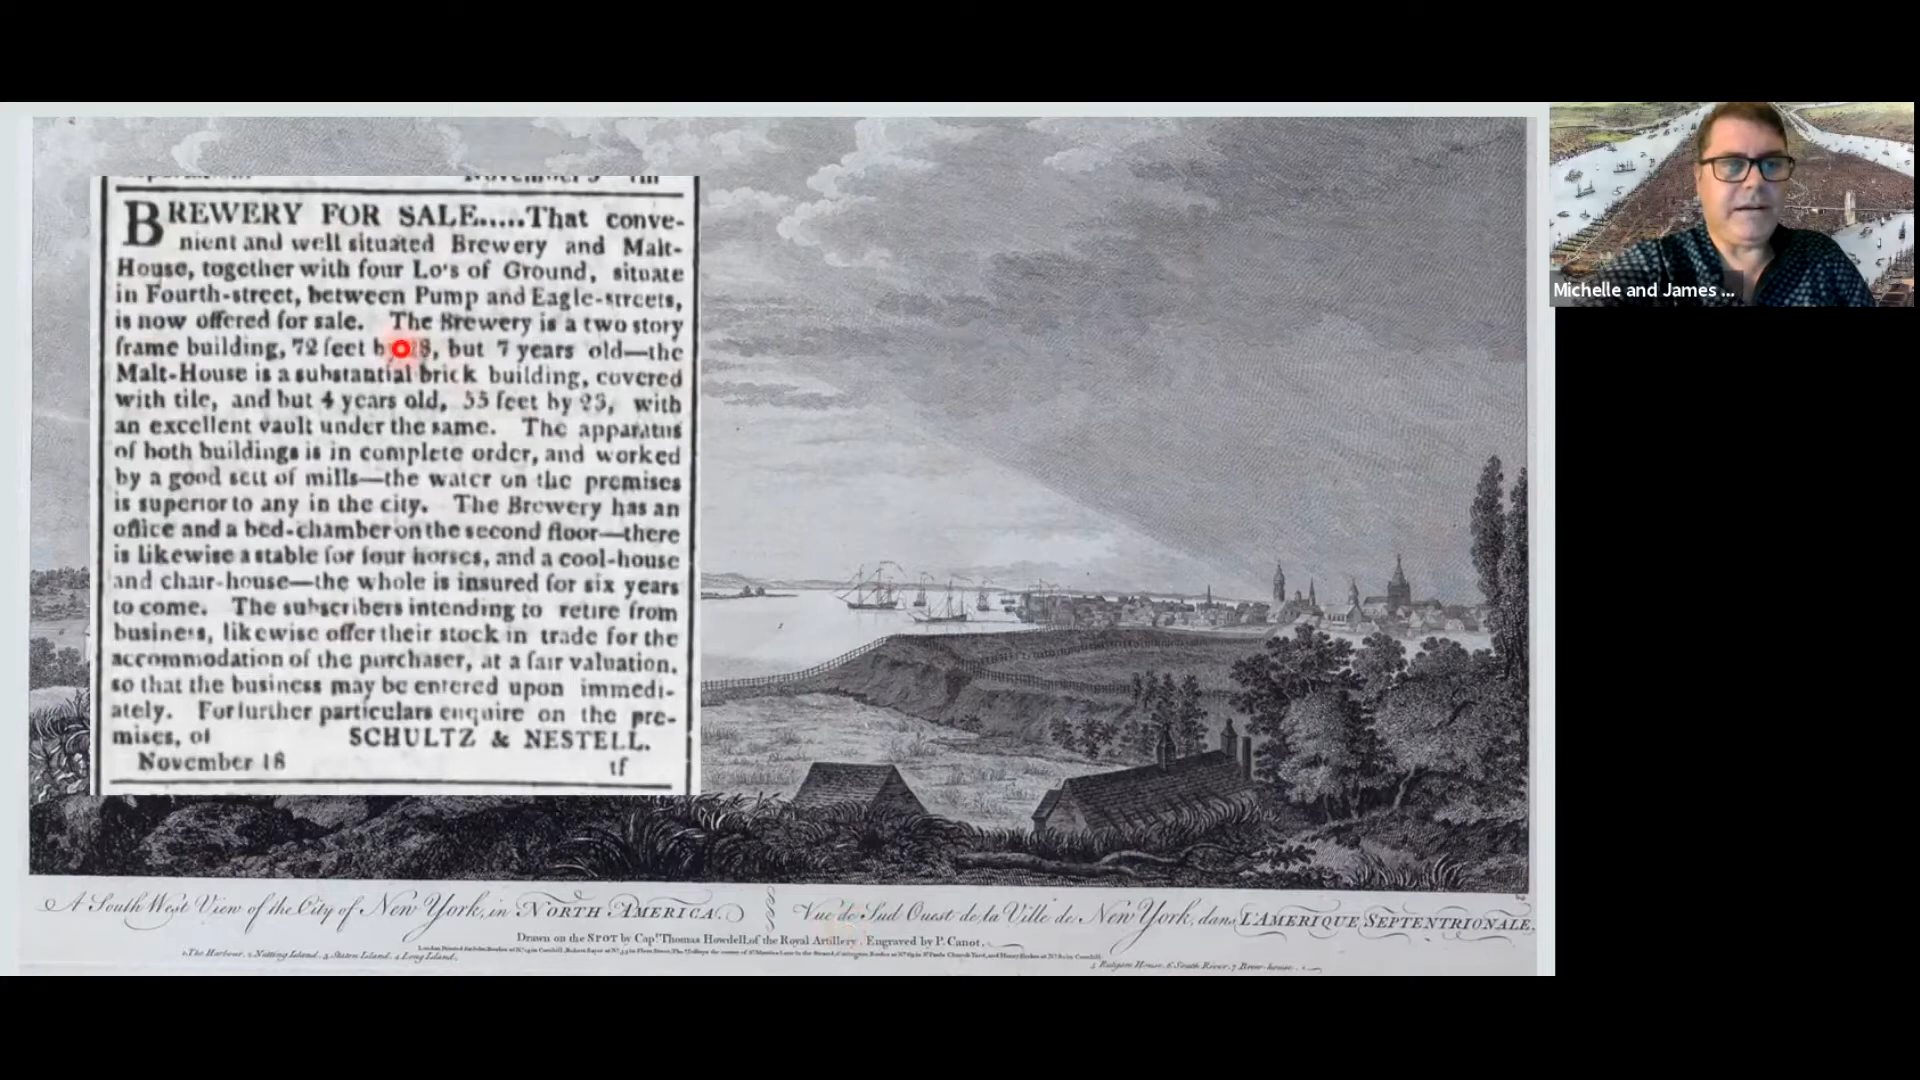 November
BREWERY FOR SALE.....That conve-
nient and well situated Brewery and Malt-
House, together with four Lo's of Ground, situate
in Fourth-street, between Pump and Eagle-streets,
is now offered for sale. The Brewery is a two story
frame building, 72 feet but 7 years old—the
Malt-House is a substantial brick building, covered
with tile, and but 4 years old, 55 feet by 25, with
an excellent vault under the same. The apparatus
of both buildings is in complete order, and worked
by a good sett of mills—the water on the premises
is superior to any in the city. The Brewery has an
office and a bed-chamber on the second floor—there
is likewise a stable for four horses, and a cool-house
and chair-house—the whole is insured for six years
to come. The subscribers intending to retire from
business, likewise offer their stock in trade for the
accommodation of the purchaser, at a fair valuation,
so that the business may be entered upon immedi-
ately. For further particulars enquire on the pre-
mises, of SCHULTZ & NESTELL.
November 18 tf
A South West View of the City of New York, in NORTH AMERICA.
Vue de Sud Ouest de la Ville de New York, dans L'AMERIQUE SEPTENTRIONALE.
Drawn on the SPOT by Capt. Thomas Howdell, of the Royal Artillery. Engraved by P. Canot.
1. The Harbour. 2. Nutting Island. 3. Staten Island. 4. Long Island.
5 Rutgers House. 6. South River. 7 Brew-house.
Michelle and James ...